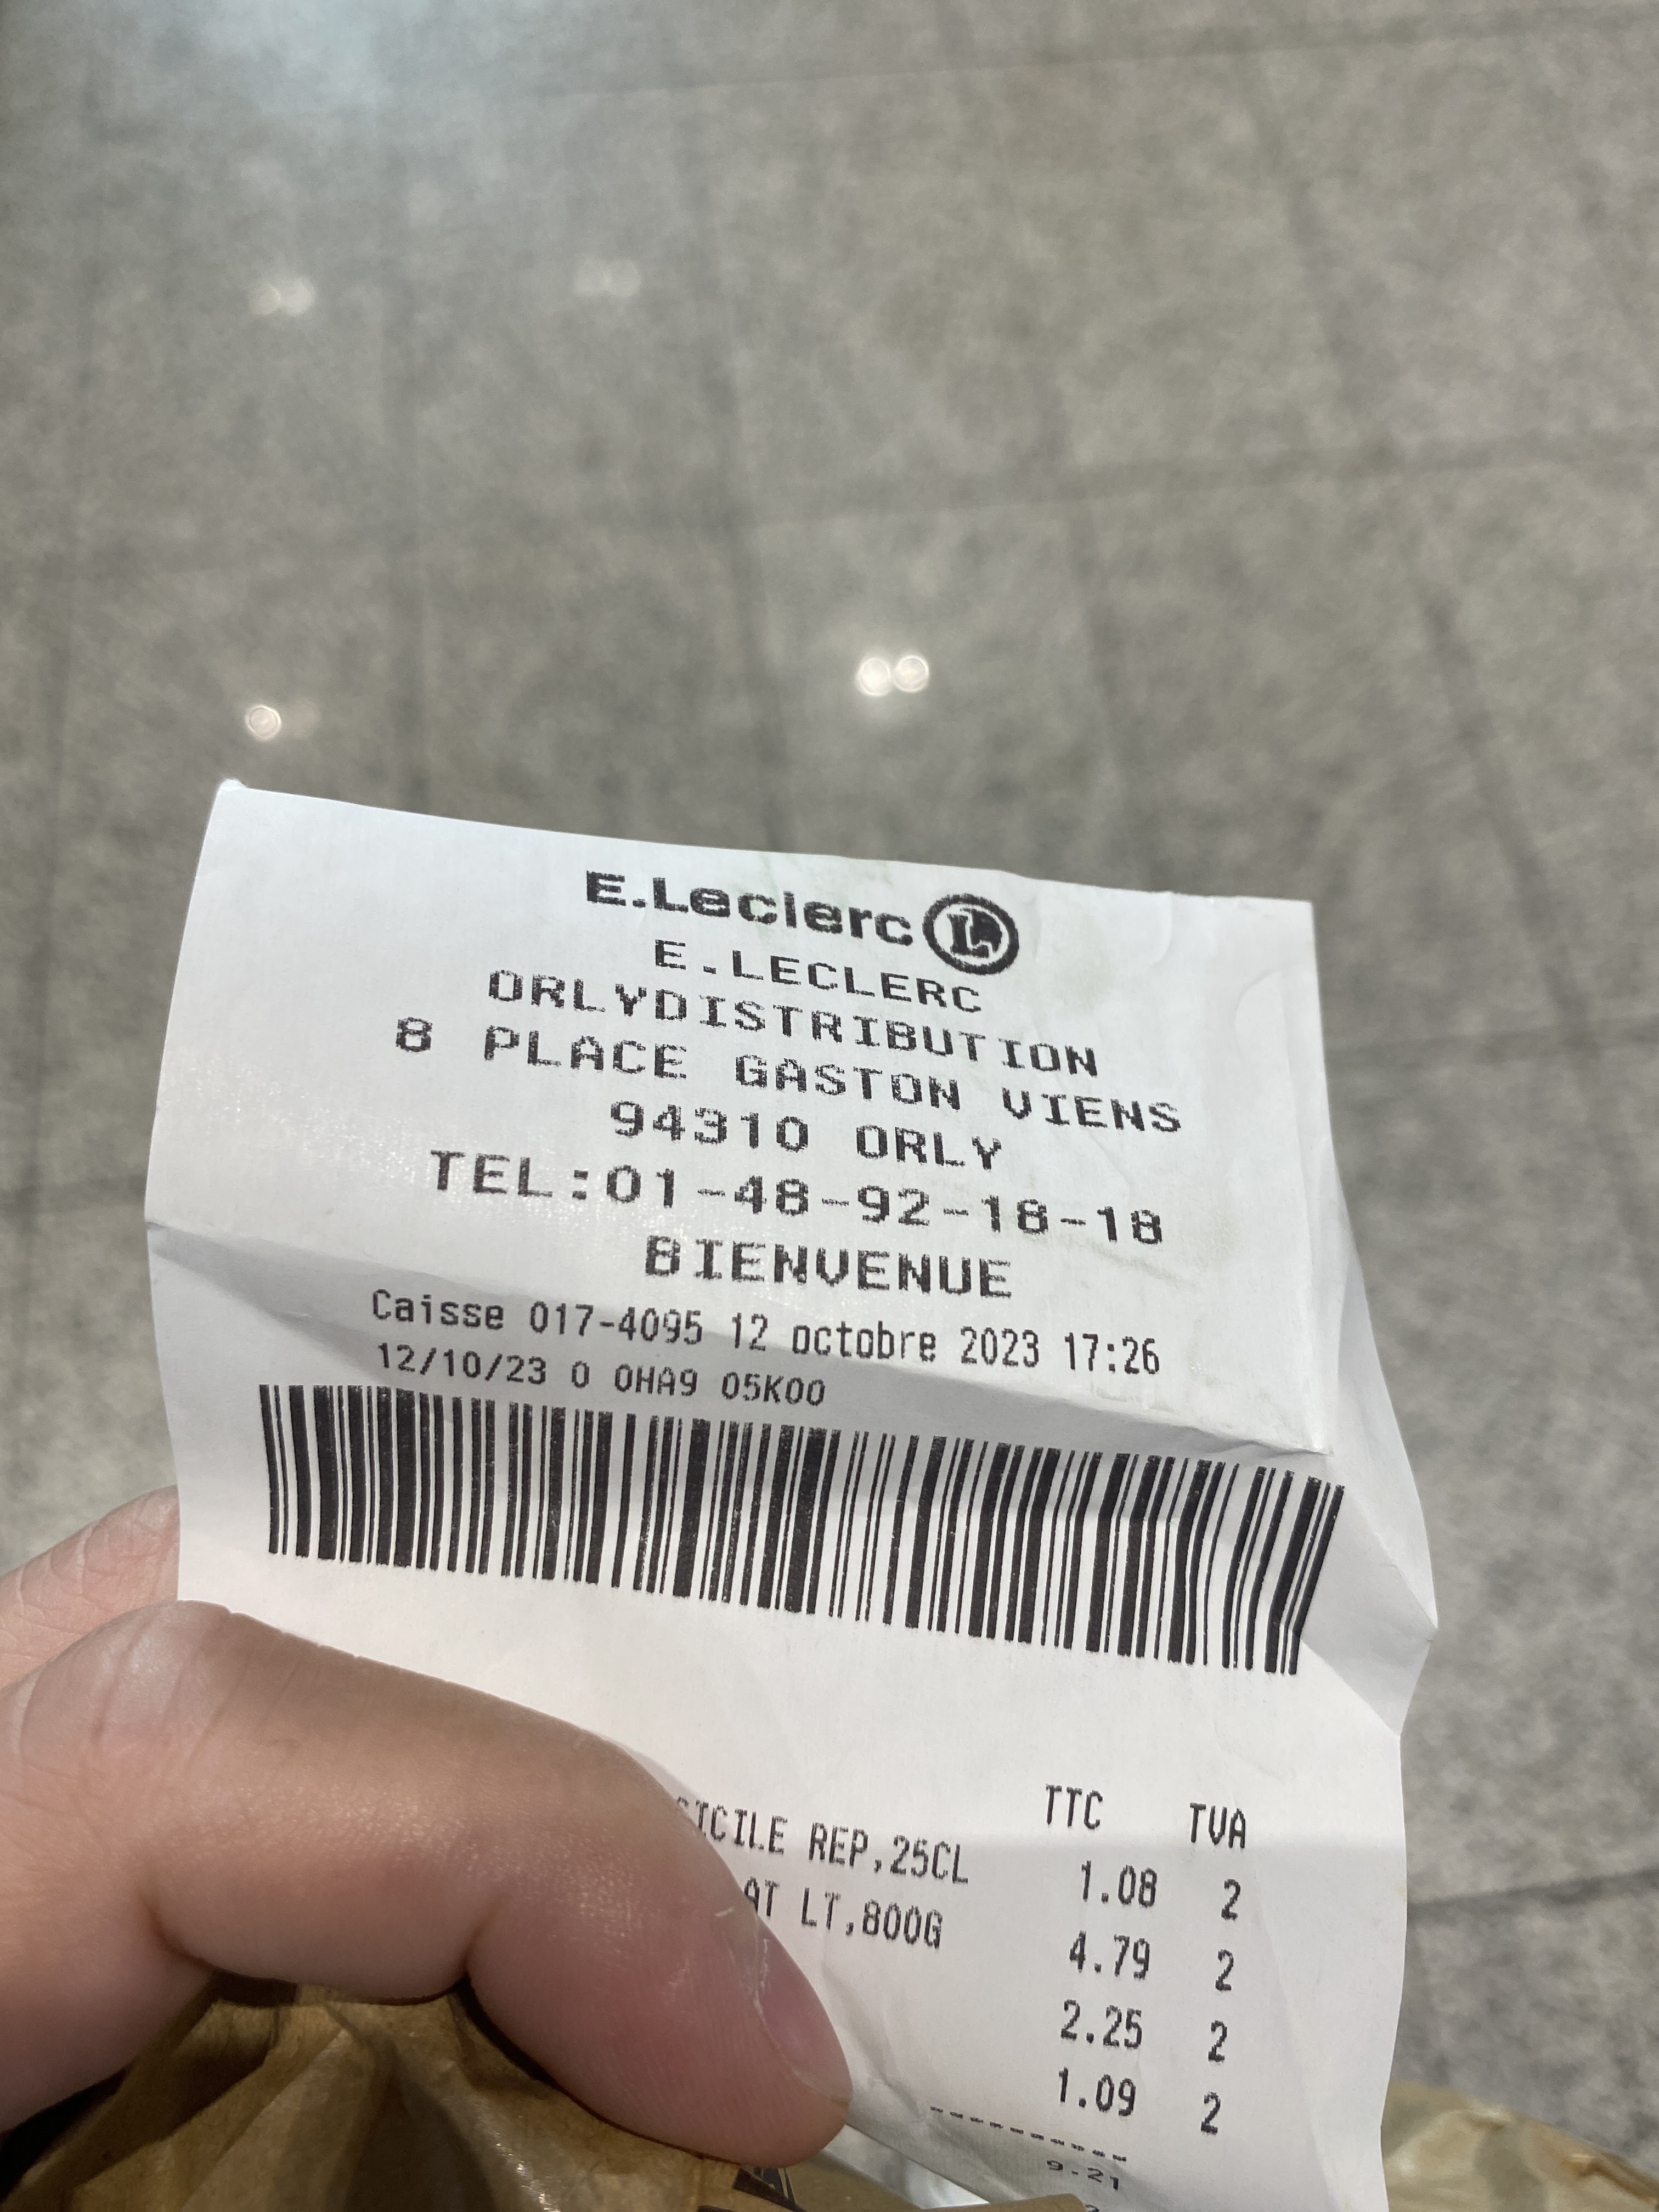 E.Leclerc L
E.LECLERC
ORLYDISTRIBUTION
8 PLACE GASTON VIENS
94310 ORLY
TEL:01-48-92-18-18
BIENVENUE
Caisse 017-4095 12 octobre 2023 17:26
12/10/23 0 0HA9 05K00
TTC TVA
REP,25CL 1.08 2
LT,800G 4.79 2
2.25 2
1.09 2
----------
9.21